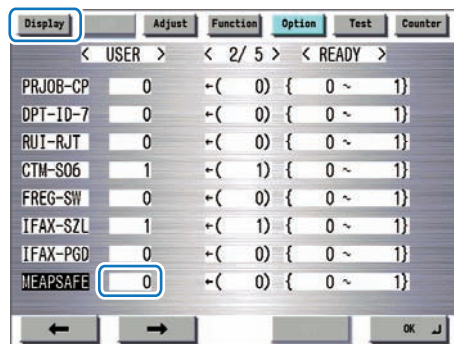 Display Adjust Function Option Test Counter
< USER > < 2/ 5 > < READY >
PRJOB-CP 0 ←( 0) { 0 ~ 1}
DPT-ID-7 0 ←( 0) { 0 ~ 1}
RUI-RJT 0 ←( 0) { 0 ~ 1}
CTM-S06 1 ←( 1) { 0 ~ 1}
FREG-SW 0 ←( 0) { 0 ~ 1}
IFAX-SZL 1 ←( 1) { 0 ~ 1}
IFAX-PGD 0 ←( 0) { 0 ~ 1}
MEAPSAFE 0 ←( 0) { 0 ~ 1}
← → OK ↵